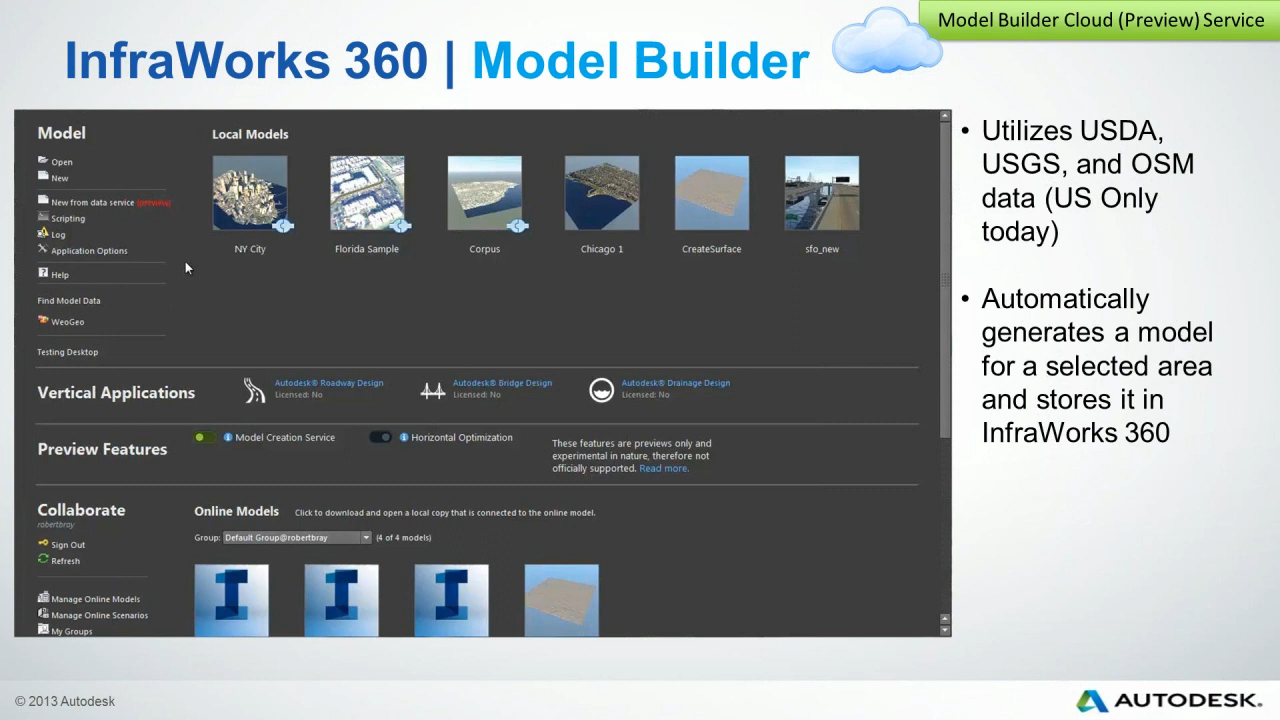 Model Builder Cloud (Preview) Service
InfraWorks 360 | Model Builder
Model
Open
New
New from data service (preview)
Scripting
Log
Application Options
Help
Find Model Data
WeoGeo
Testing Desktop
Local Models
NY City
Florida Sample
Corpus
Chicago 1
CreateSurface
sfo_new
Vertical Applications
Autodesk® Roadway Design
Licensed: No
Autodesk® Bridge Design
Licensed: No
Autodesk® Drainage Design
Licensed: No
Preview Features
Model Creation Service
Horizontal Optimization
These features are previews only and
experimental in nature, therefore not
officially supported. Read more.
Collaborate
robertbray
Sign Out
Refresh
Manage Online Models
Manage Online Scenarios
My Groups
Online Models
Click to download and open a local copy that is connected to the online model.
Group: Default Group@robertbray (4 of 4 models)
• Utilizes USDA,
USGS, and OSM
data (US Only
today)
• Automatically
generates a model
for a selected area
and stores it in
InfraWorks 360
© 2013 Autodesk
AUTODESK.